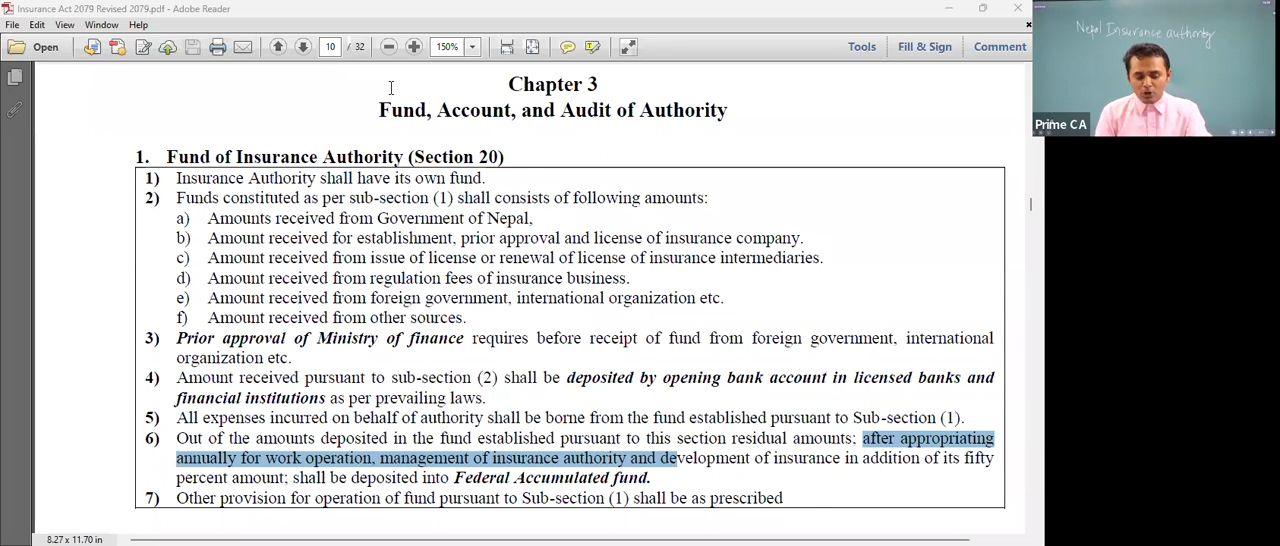 Insurance Act 2079 Revised 2079.pdf - Adobe Reader
File Edit View Window Help
Open 10 / 32 150% Tools Fill & Sign Comment
Nepal Insurance authority
Prime CA
Chapter 3
Fund, Account, and Audit of Authority
1. Fund of Insurance Authority (Section 20)
1) Insurance Authority shall have its own fund.
2) Funds constituted as per sub-section (1) shall consists of following amounts:
a) Amounts received from Government of Nepal,
b) Amount received for establishment, prior approval and license of insurance company.
c) Amount received from issue of license or renewal of license of insurance intermediaries.
d) Amount received from regulation fees of insurance business.
e) Amount received from foreign government, international organization etc.
f) Amount received from other sources.
3) Prior approval of Ministry of finance requires before receipt of fund from foreign government, international
organization etc.
4) Amount received pursuant to sub-section (2) shall be deposited by opening bank account in licensed banks and
financial institutions as per prevailing laws.
5) All expenses incurred on behalf of authority shall be borne from the fund established pursuant to Sub-section (1).
6) Out of the amounts deposited in the fund established pursuant to this section residual amounts; after appropriating
annually for work operation, management of insurance authority and development of insurance in addition of its fifty
percent amount; shall be deposited into Federal Accumulated fund.
7) Other provision for operation of fund pursuant to Sub-section (1) shall be as prescribed
8.27 x 11.70 in